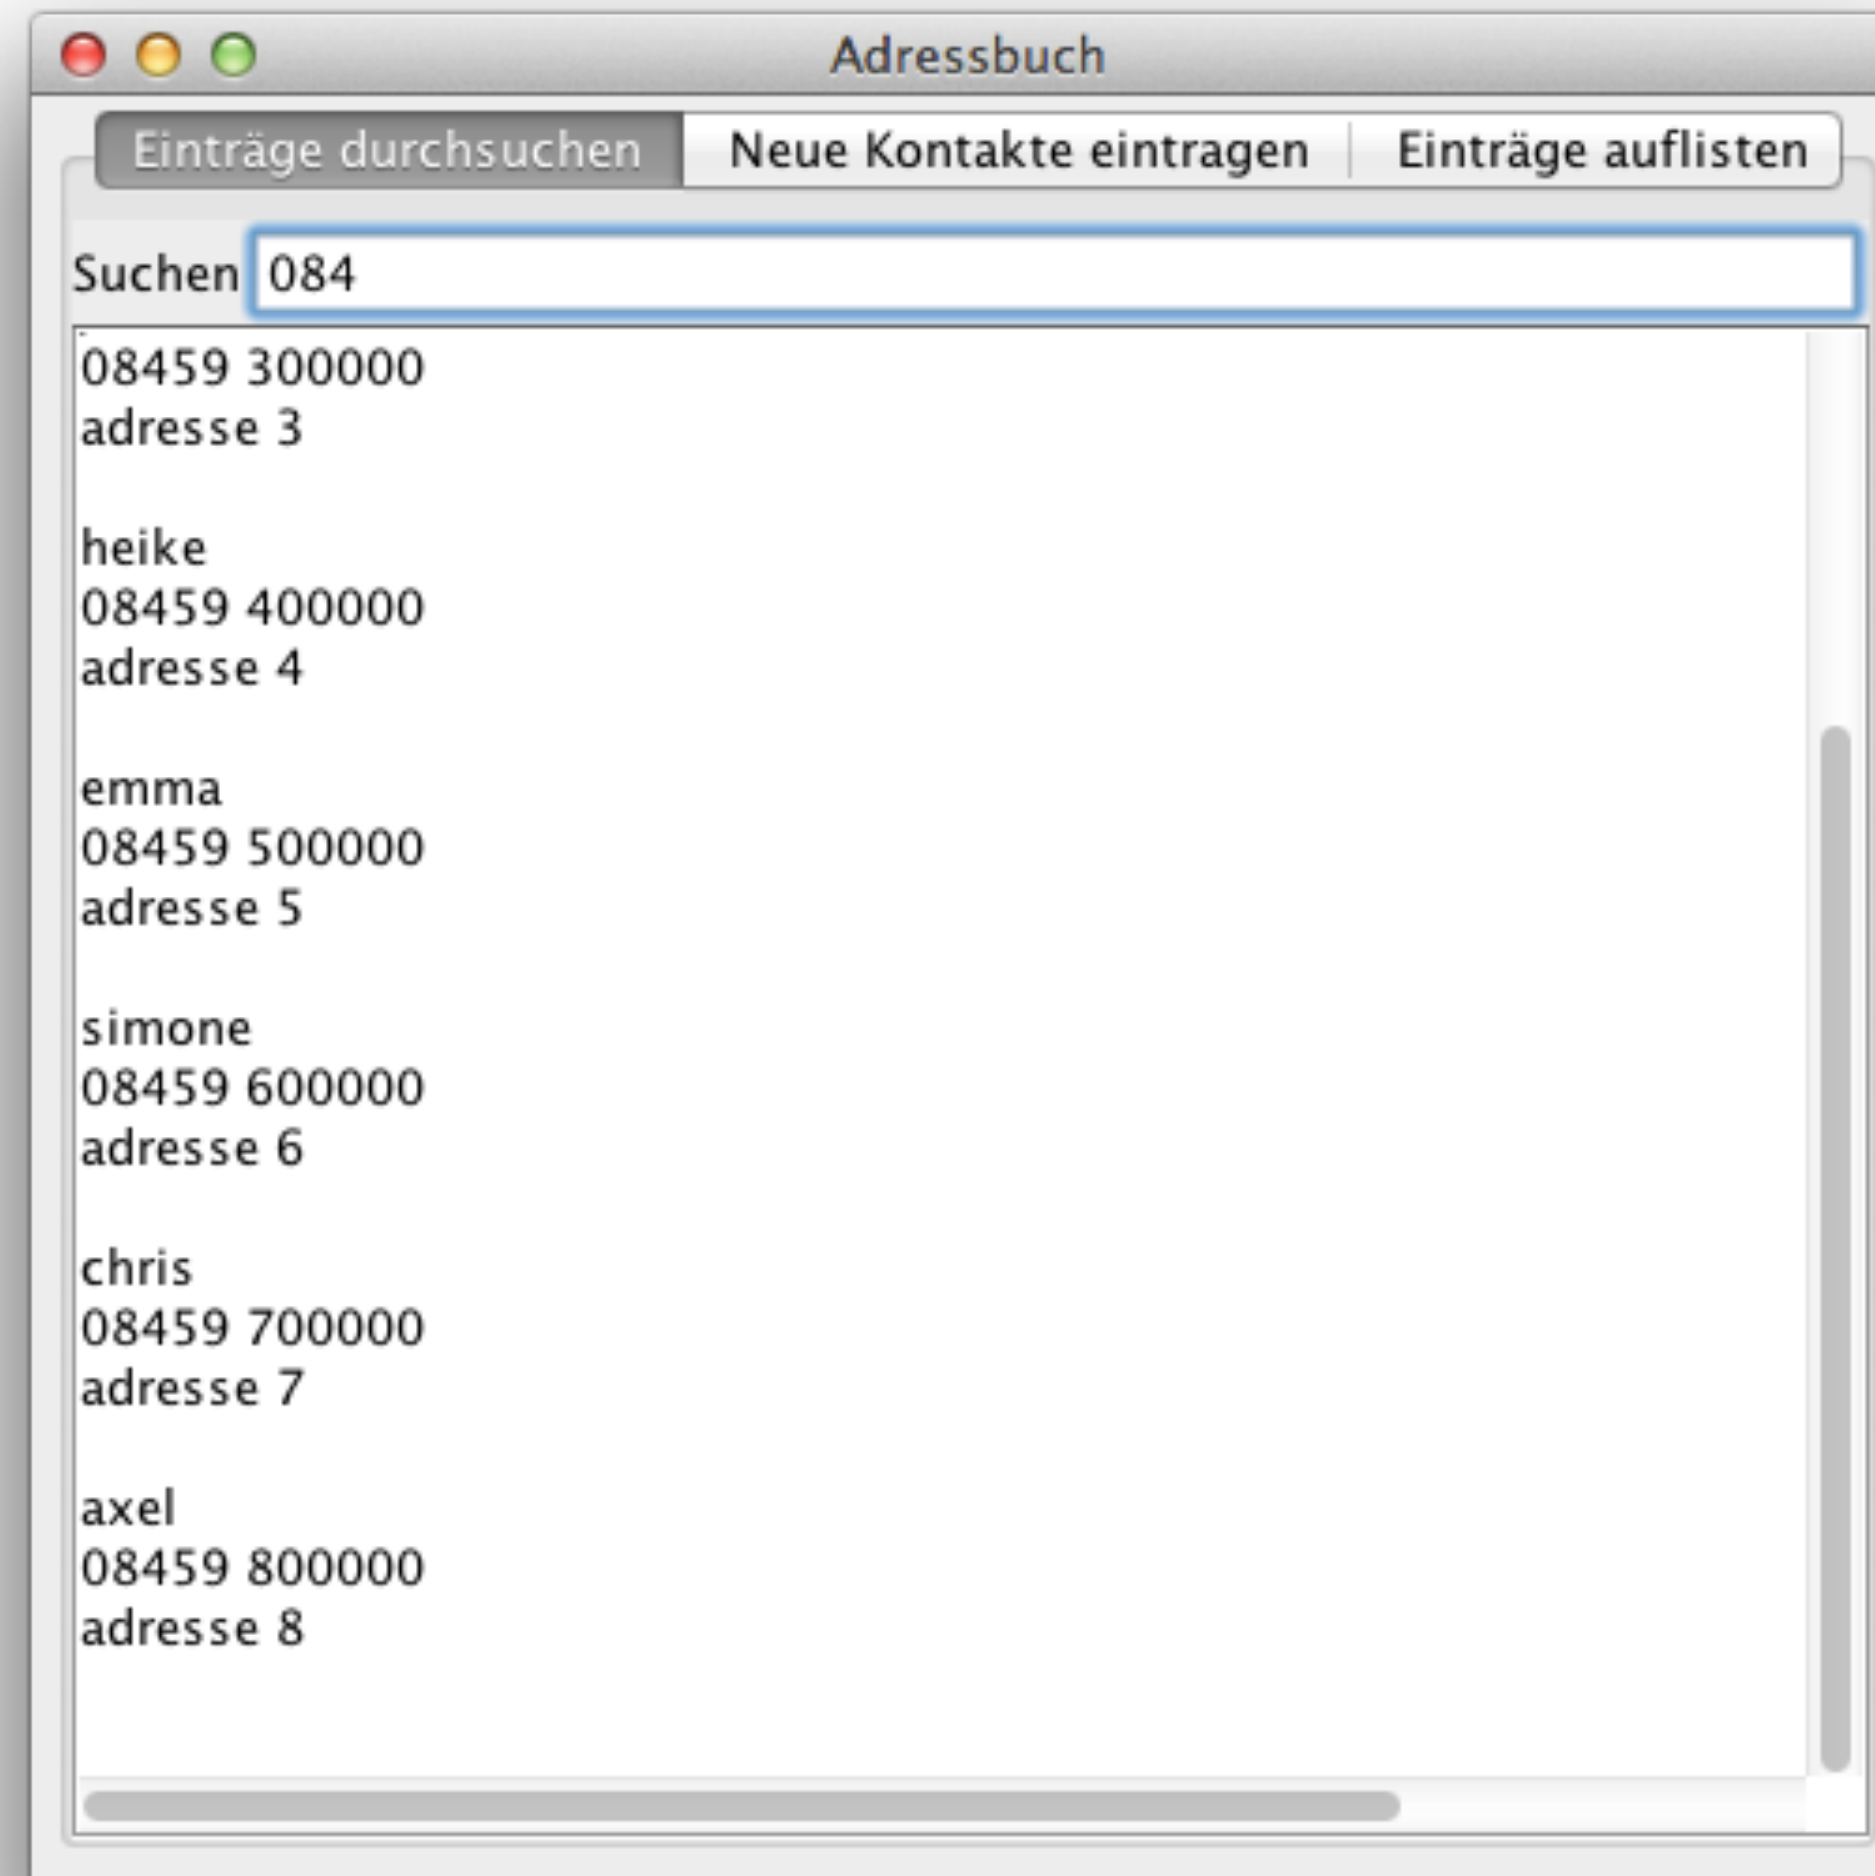 Adressbuch
Einträge durchsuchen
Neue Kontakte eintragen
Einträge auflisten
Suchen 084
08459 300000
adresse 3
heike
08459 400000
adresse 4
emma
08459 500000
adresse 5
simone
08459 600000
adresse 6
chris
08459 700000
adresse 7
axel
08459 800000
adresse 8